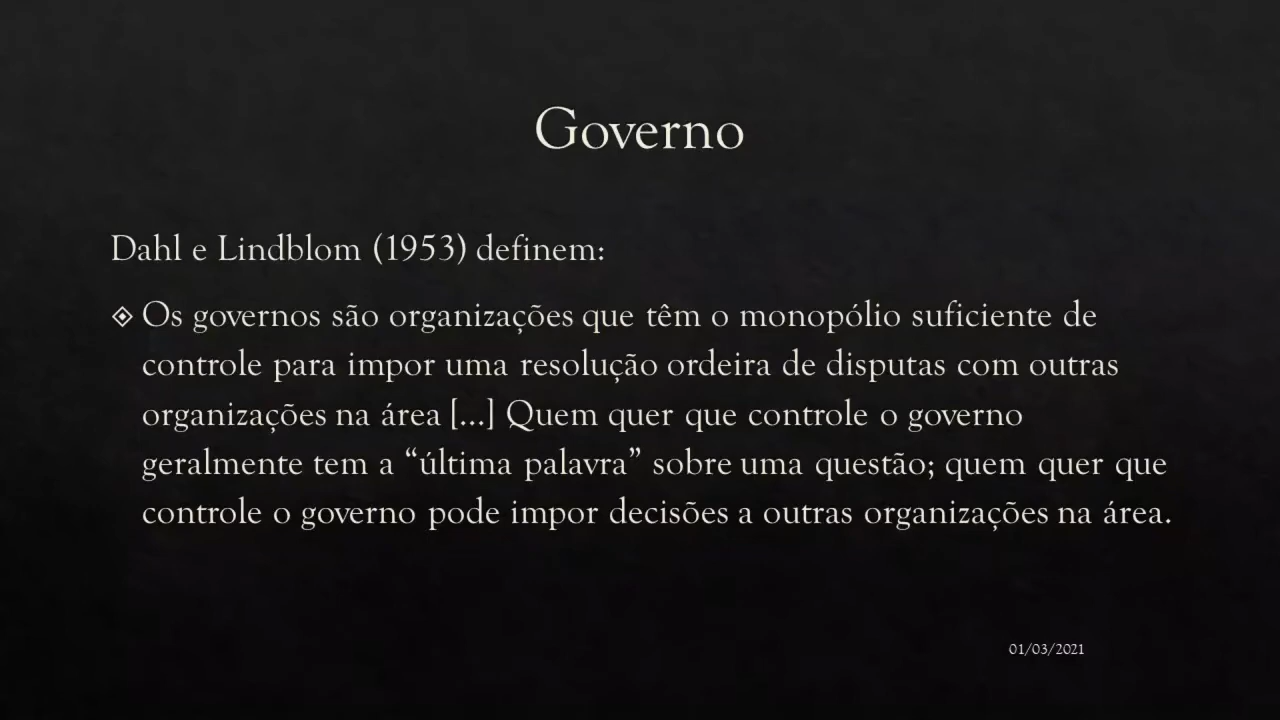 Governo
Dahl e Lindblom (1953) definem:
Os governos são organizações que têm o monopólio suficiente de
controle para impor uma resolução ordeira de disputas com outras
organizações na área [...] Quem quer que controle o governo
geralmente tem a “última palavra” sobre uma questão; quem quer que
controle o governo pode impor decisões a outras organizações na área.
01/03/2021